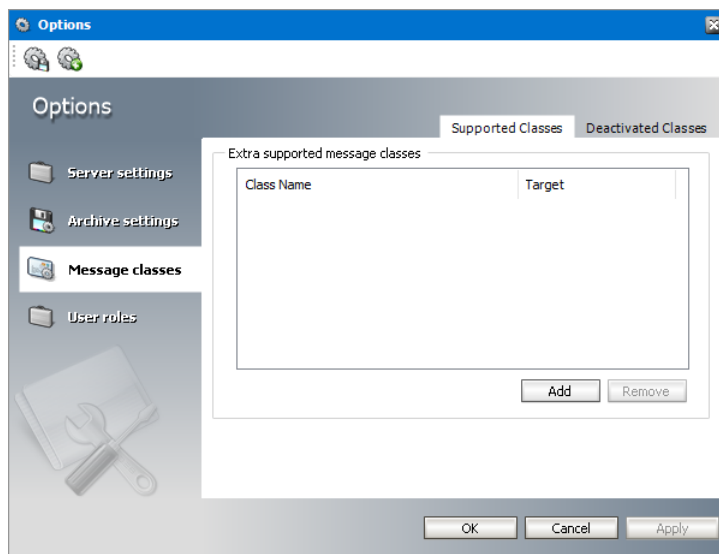 Options
Options
Supported Classes Deactivated Classes
Extra supported message classes
Class Name Target
Server settings
Archive settings
Message classes
User roles
Add Remove
OK Cancel Apply